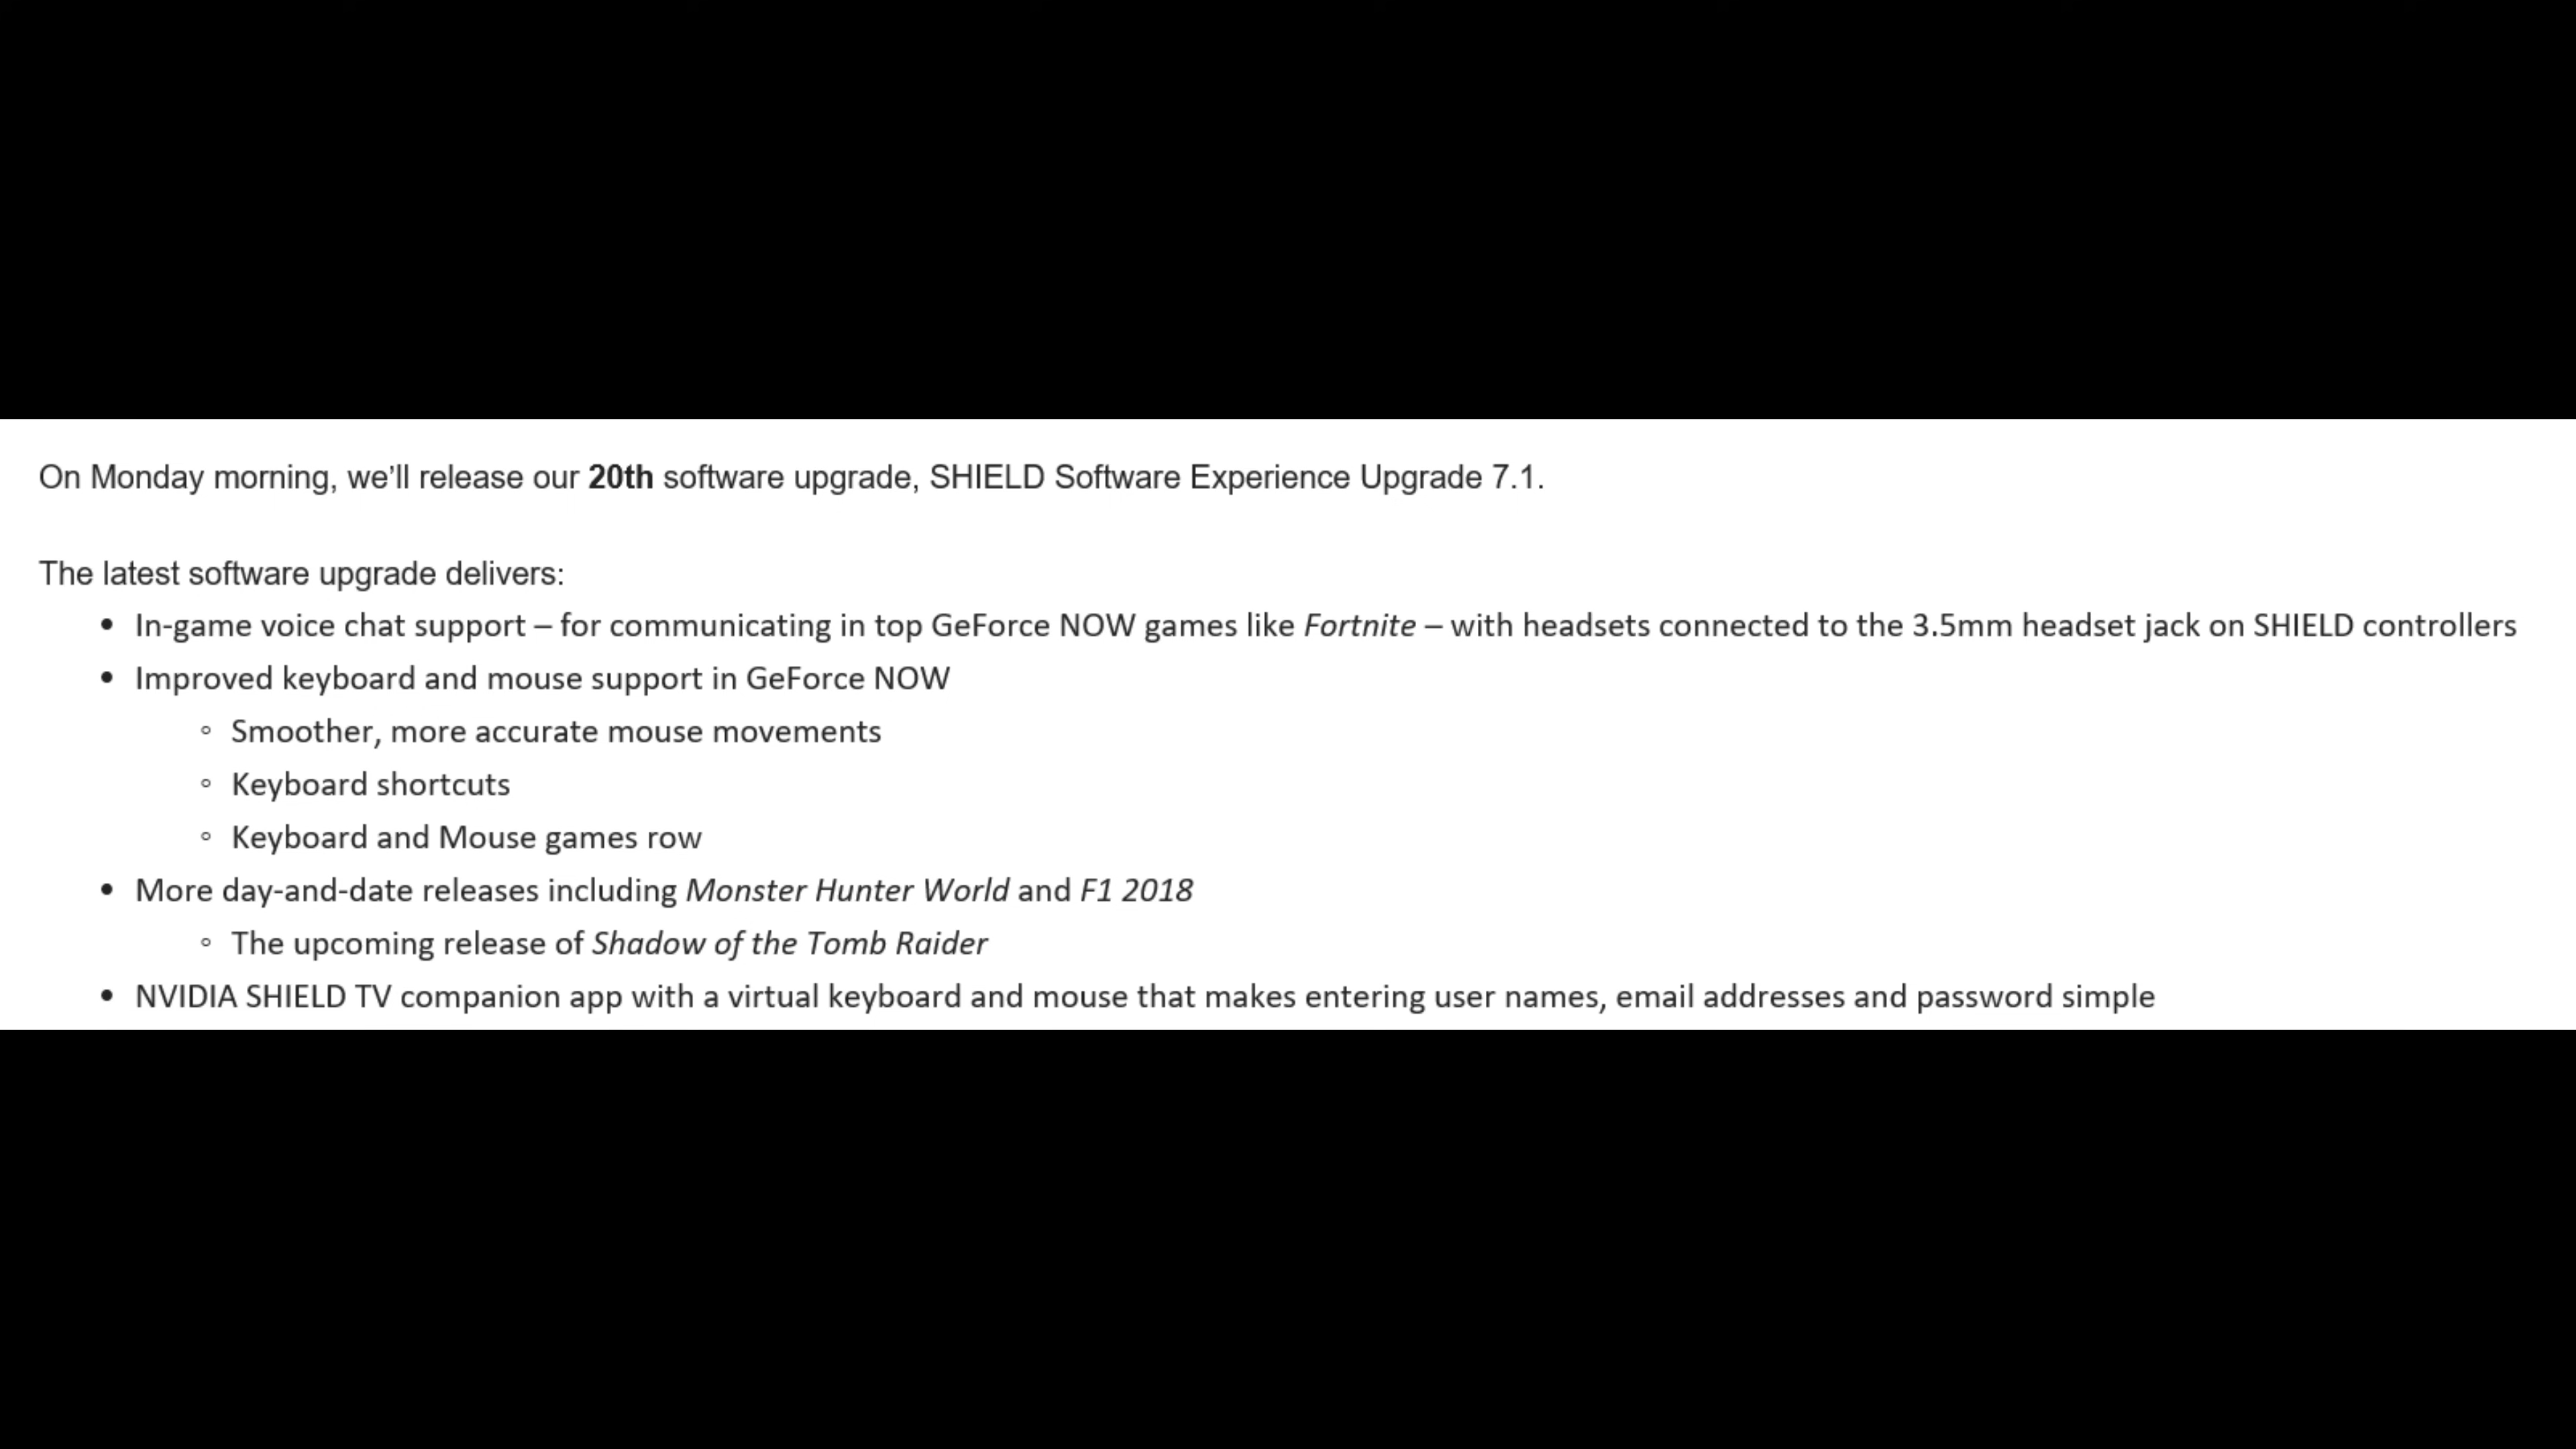 On Monday morning, we’ll release our 20th software upgrade, SHIELD Software Experience Upgrade 7.1.
The latest software upgrade delivers:
• In-game voice chat support – for communicating in top GeForce NOW games like Fortnite – with headsets connected to the 3.5mm headset jack on SHIELD controllers
• Improved keyboard and mouse support in GeForce NOW
◦ Smoother, more accurate mouse movements
◦ Keyboard shortcuts
◦ Keyboard and Mouse games row
• More day-and-date releases including Monster Hunter World and F1 2018
◦ The upcoming release of Shadow of the Tomb Raider
• NVIDIA SHIELD TV companion app with a virtual keyboard and mouse that makes entering user names, email addresses and password simple